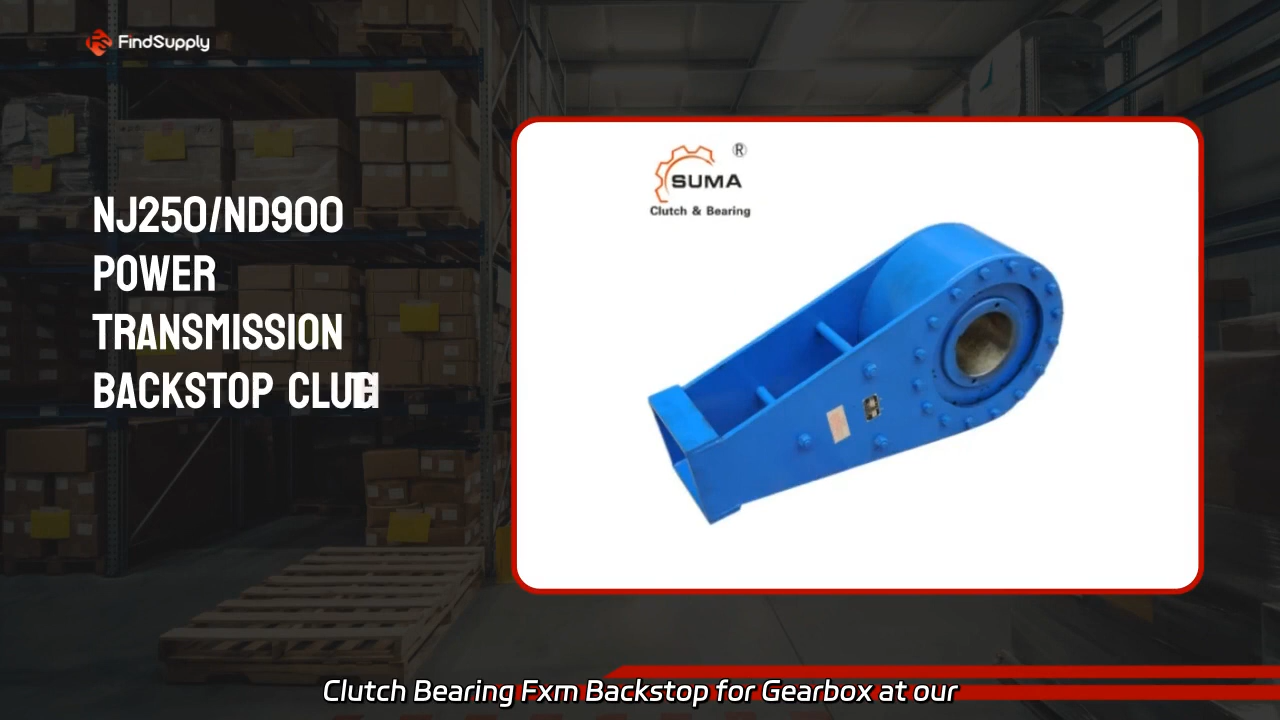 FindSupply
NJ250/ND900
POWER
TRANSMISSION
BACKSTOP
SUMA ®
Clutch & Bearing
Clutch Bearing Fxm Backstop for Gearbox at our